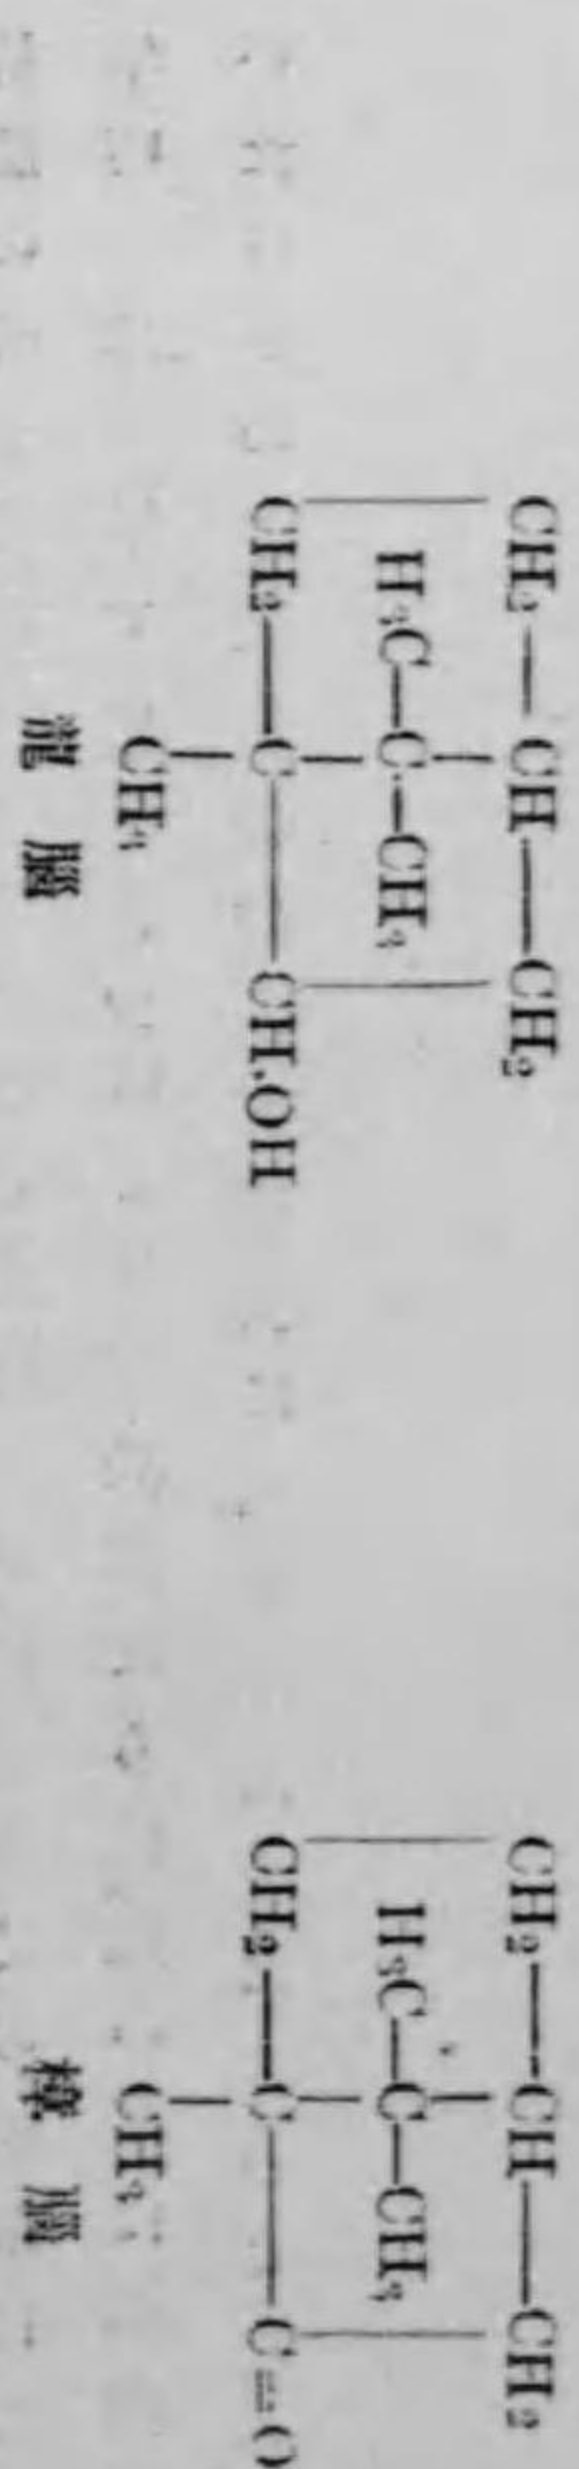 CH₂—CH—CH₂
H₃C—C—CH₃
CH₂—C—CH.OH
CH₃
龍腦
CH₂—CH—CH₂
H₃C—C—CH₃
CH₂—C—C=O
CH₃
樟腦